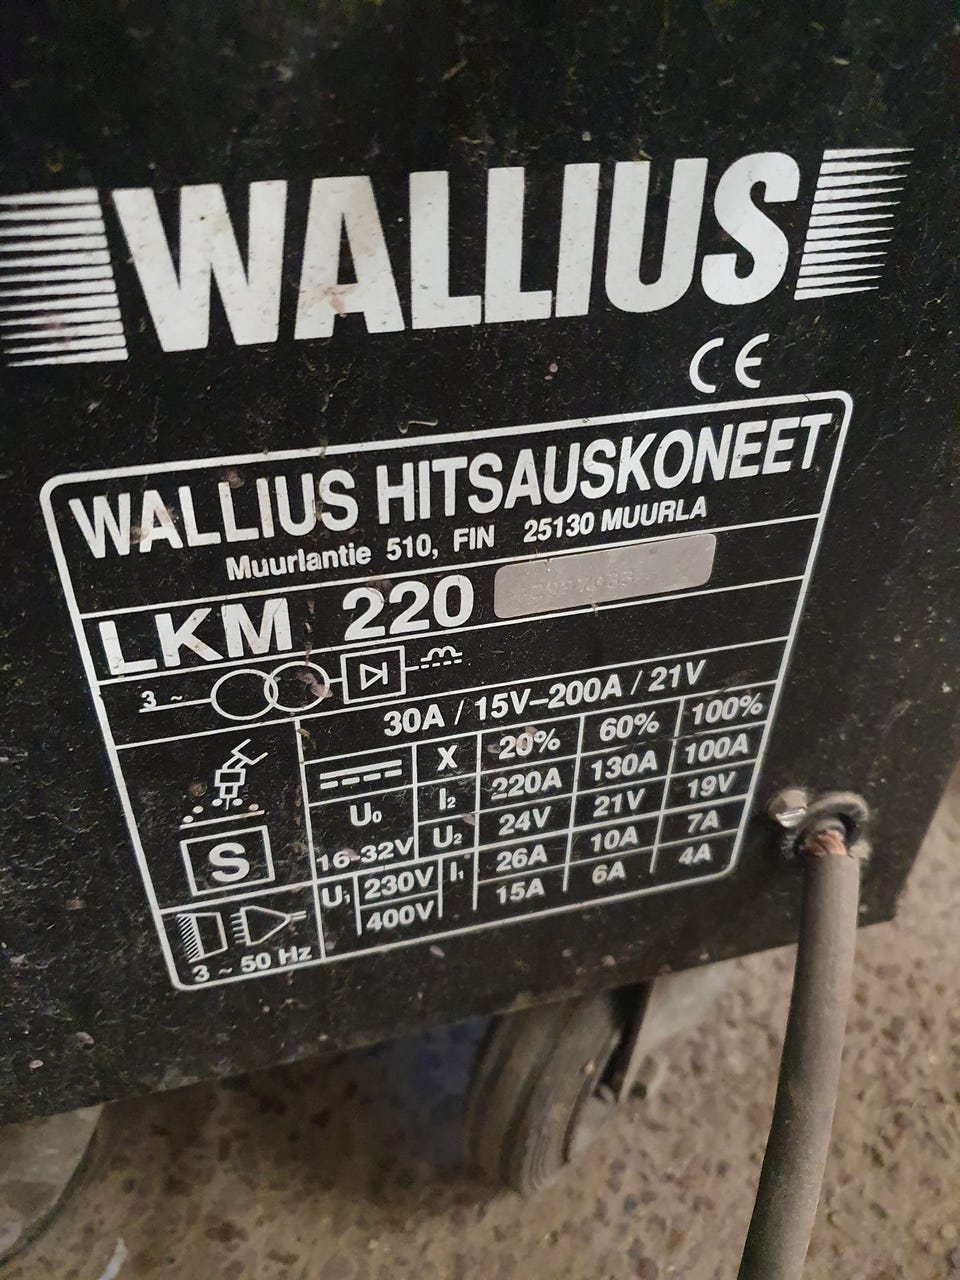 WALLIUS
CE
WALLIUS HITSAUSKONEET
Muurlantie 510, FIN 25130 MUURLA
LKM 220
3 ~
30A / 15V–200A / 21V
X 20% 60% 100%
I₂ 220A 130A 100A
U₀ U₂ 24V 21V 19V
16-32V
S
U₁ 230V I₁ 26A 10A 7A
400V 15A 6A 4A
3 ~ 50 Hz